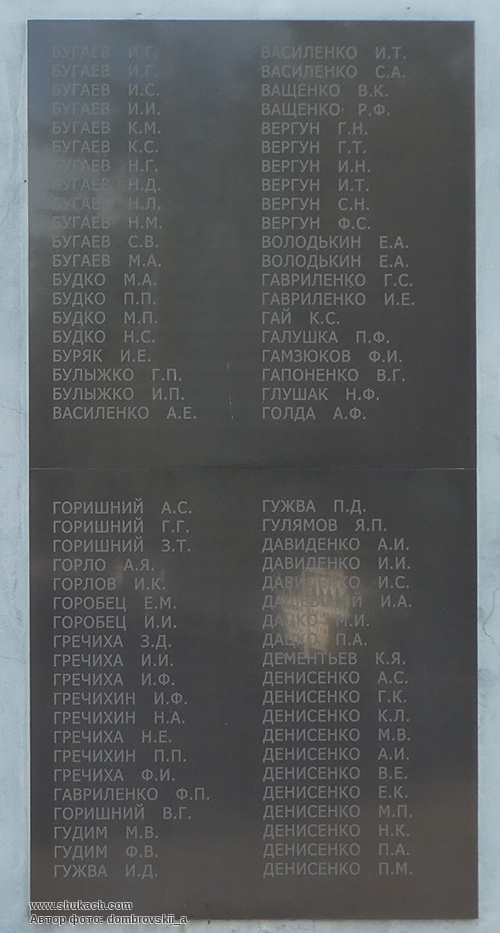 БУГАЕВ И.Г.
БУГАЕВ И.Г.
БУГАЕВ И.С.
БУГАЕВ И.И.
БУГАЕВ К.М.
БУГАЕВ К.С.
БУГАЕВ Н.Г.
БУГАЕВ Н.Д.
БУГАЕВ Н.Л.
БУГАЕВ Н.М.
БУГАЕВ С.В.
БУГАЕВ М.А.
БУДКО М.А.
БУДКО П.П.
БУДКО М.П.
БУДКО Н.С.
БУРЯК И.Е.
БУЛЫЖКО Г.П.
БУЛЫЖКО И.П.
ВАСИЛЕНКО А.Е.
ВАСИЛЕНКО И.Т.
ВАСИЛЕНКО С.А.
ВАЩЕНКО В.К.
ВАЩЕНКО Р.Ф.
ВЕРГУН Г.Н.
ВЕРГУН Г.Т.
ВЕРГУН И.Н.
ВЕРГУН И.Т.
ВЕРГУН С.Н.
ВЕРГУН Ф.С.
ВОЛОДЬКИН Е.А.
ВОЛОДЬКИН Е.А.
ГАВРИЛЕНКО Г.С.
ГАВРИЛЕНКО И.Е.
ГАЙ К.С.
ГАЛУШКА П.Ф.
ГАМЗЮКОВ Ф.И.
ГАПОНЕНКО В.Г.
ГЛУШАК Н.Ф.
ГОЛДА А.Ф.
ГОРИШНИЙ А.С.
ГОРИШНИЙ Г.Г.
ГОРИШНИЙ З.Т.
ГОРЛО А.Я.
ГОРЛОВ И.К.
ГОРОБЕЦ Е.М.
ГОРОБЕЦ И.И.
ГРЕЧИХА З.Д.
ГРЕЧИХА И.И.
ГРЕЧИХА И.Ф.
ГРЕЧИХИН И.Ф.
ГРЕЧИХИН Н.А.
ГРЕЧИХА Н.Е.
ГРЕЧИХИН П.П.
ГРЕЧИХА Ф.И.
ГАВРИЛЕНКО Ф.П.
ГОРИШНИЙ В.Г.
ГУДИМ М.В.
ГУДИМ Ф.В.
ГУЖВА И.Д.
ГУЖВА П.Д.
ГУЛЯМОВ Я.П.
ДАВИДЕНКО А.И.
ДАВИДЕНКО И.И.
ДАВИДЕНКО И.С.
И.А.
ДАЦКО М.И.
ДАЦКО П.А.
ДЕМЕНТЬЕВ К.Я.
ДЕНИСЕНКО А.С.
ДЕНИСЕНКО Г.К.
ДЕНИСЕНКО К.Л.
ДЕНИСЕНКО М.В.
ДЕНИСЕНКО А.И.
ДЕНИСЕНКО В.Е.
ДЕНИСЕНКО Е.К.
ДЕНИСЕНКО М.П.
ДЕНИСЕНКО Н.К.
ДЕНИСЕНКО П.А.
ДЕНИСЕНКО П.М.
www.shukach.com
Автор фото: dombrovskii_a